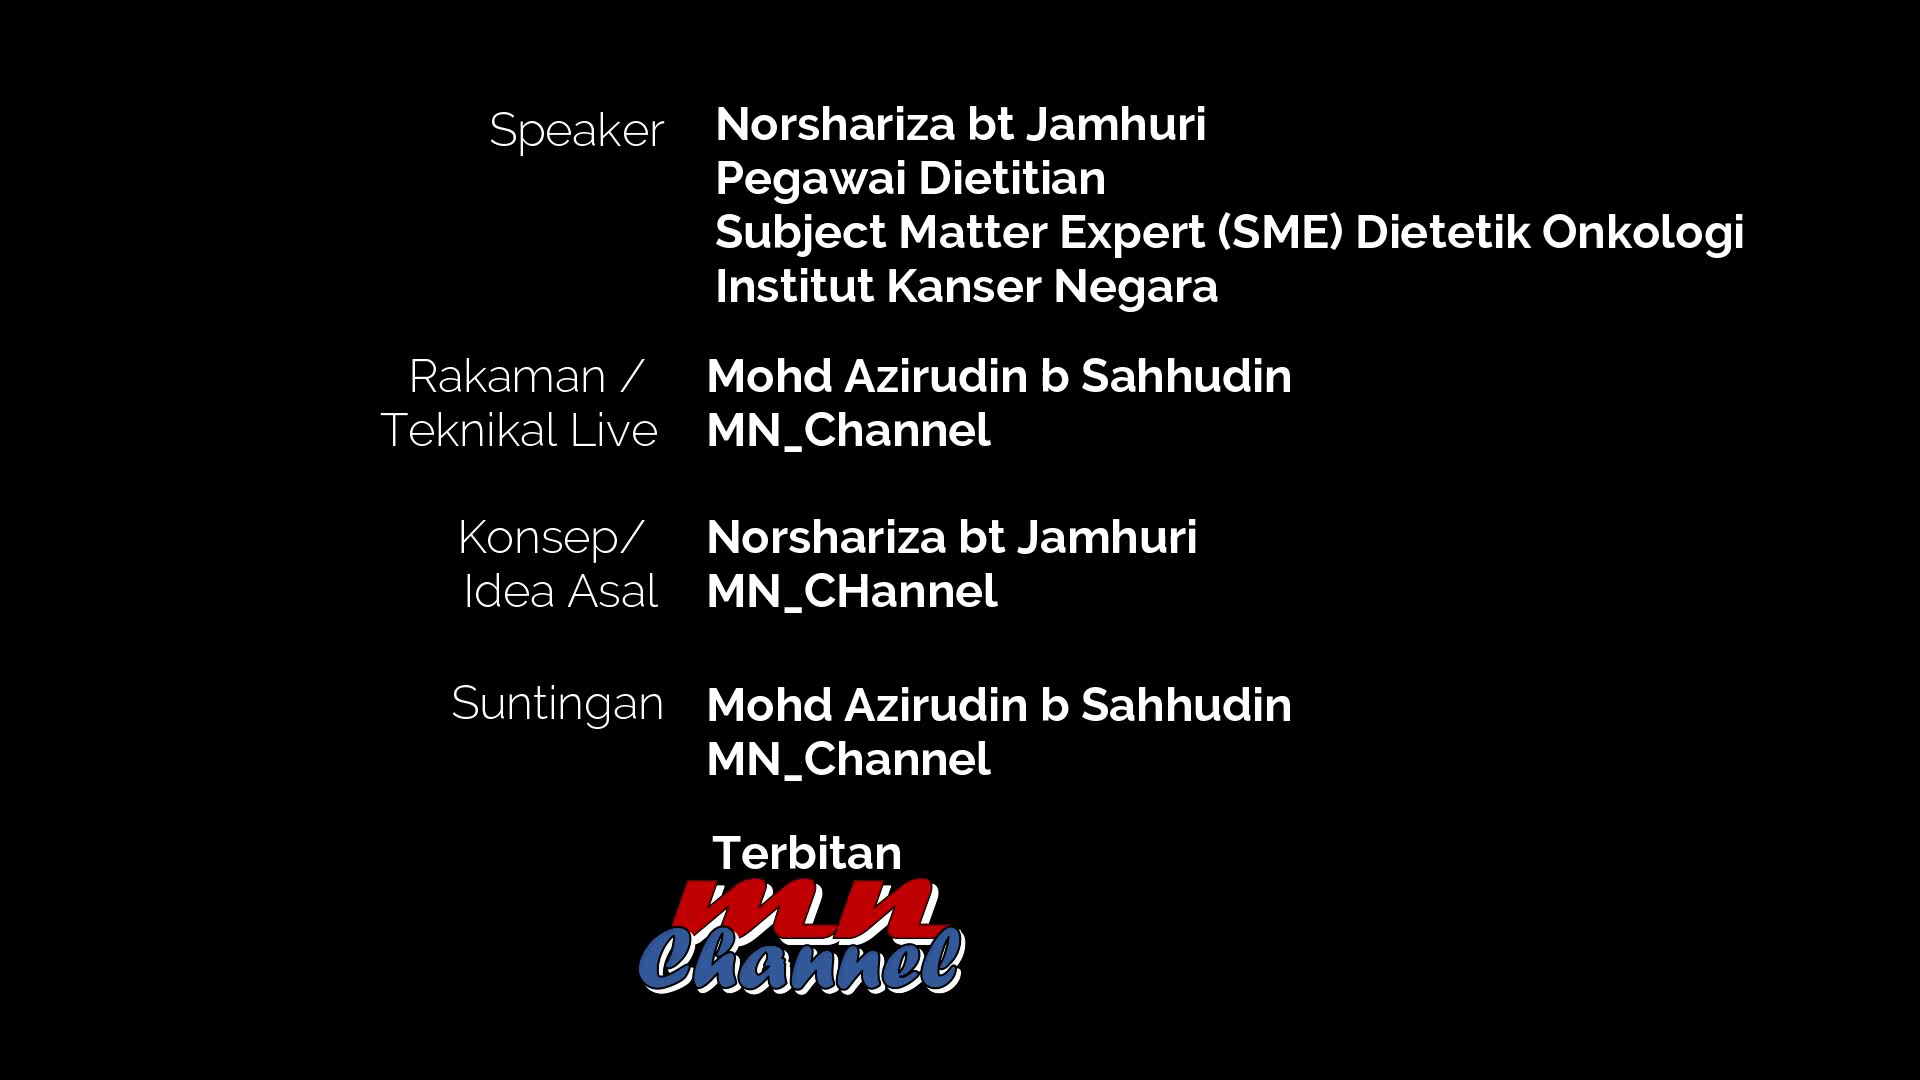 Speaker Norshariza bt Jamhuri
Pegawai Dietitian
Subject Matter Expert (SME) Dietetik Onkologi
Institut Kanser Negara
Rakaman / Mohd Azirudin b Sahhudin
Teknikal Live MN_Channel
Konsep/ Norshariza bt Jamhuri
Idea Asal MN_CHannel
Suntingan Mohd Azirudin b Sahhudin
MN_Channel
Terbitan
mn
Channel